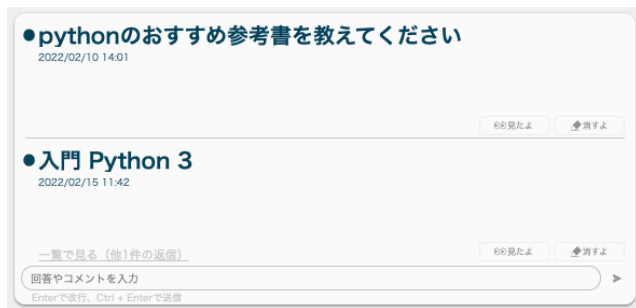 ●pythonのおすすめ参考書を教えてください
2022/02/10 14:01
見たよ 消すよ
●入門 Python 3
2022/02/15 11:42
一覧で見る（他1件の返信）
見たよ 消すよ
回答やコメントを入力
Enterで改行、Ctrl + Enterで送信